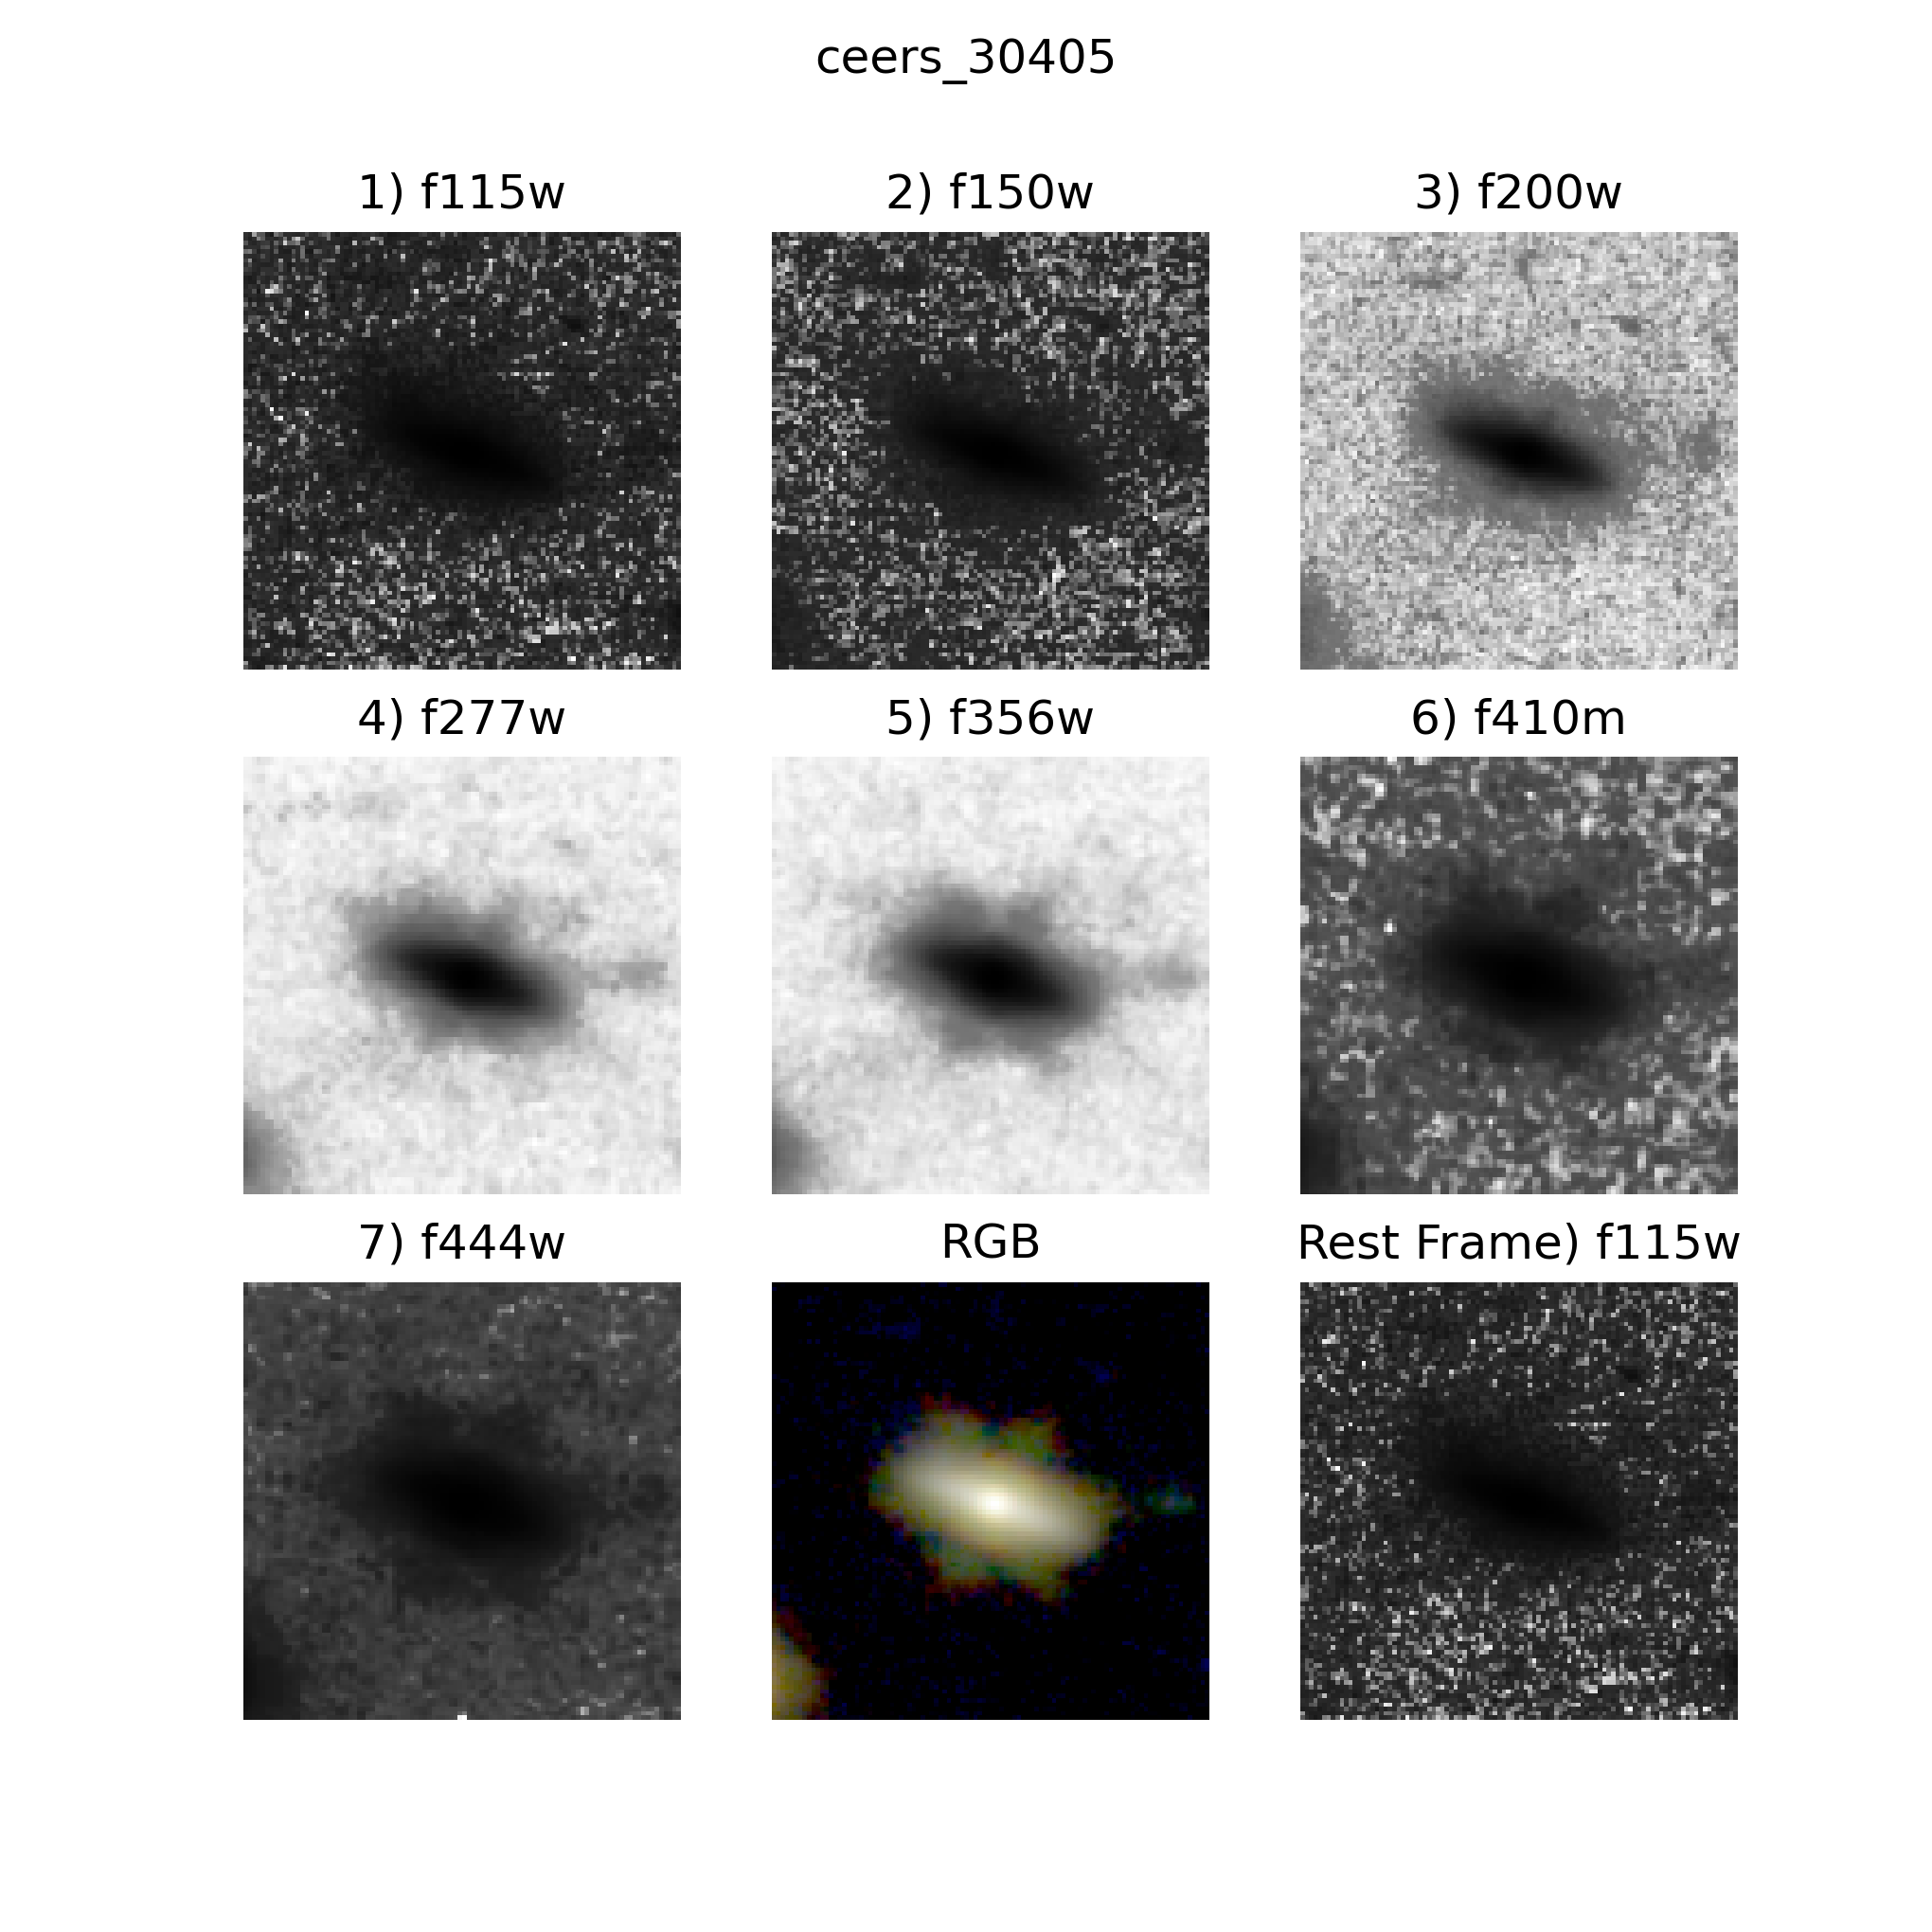 ceers_30405
1) f115w
2) f150w
3) f200w
4) f277w
5) f356w
6) f410m
7) f444w
RGB
Rest Frame) f115w